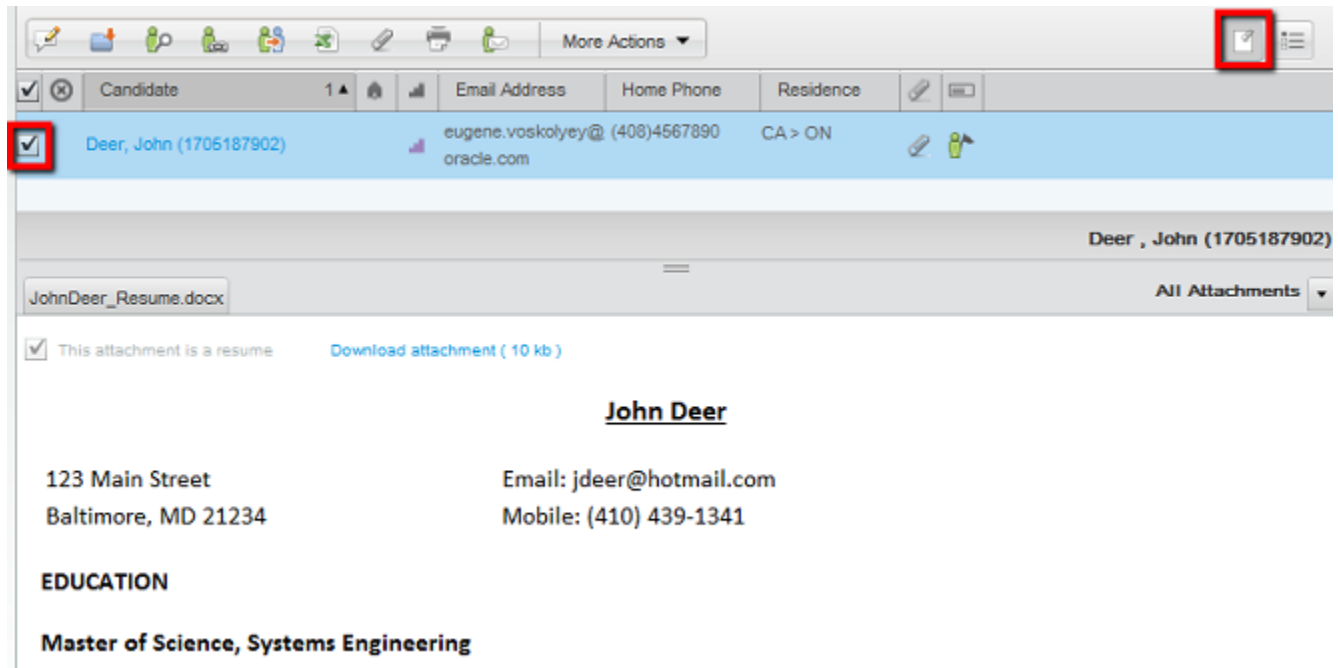 More Actions
Candidate 1 Email Address Home Phone Residence
Deer, John (1705187902) eugene.voskolyey@ (408)4567890 CA > ON
oracle.com
Deer , John (1705187902)
JohnDeer_Resume.docx All Attachments
This attachment is a resume Download attachment ( 10 kb )
John Deer
123 Main Street Email: jdeer@hotmail.com
Baltimore, MD 21234 Mobile: (410) 439-1341
EDUCATION
Master of Science, Systems Engineering